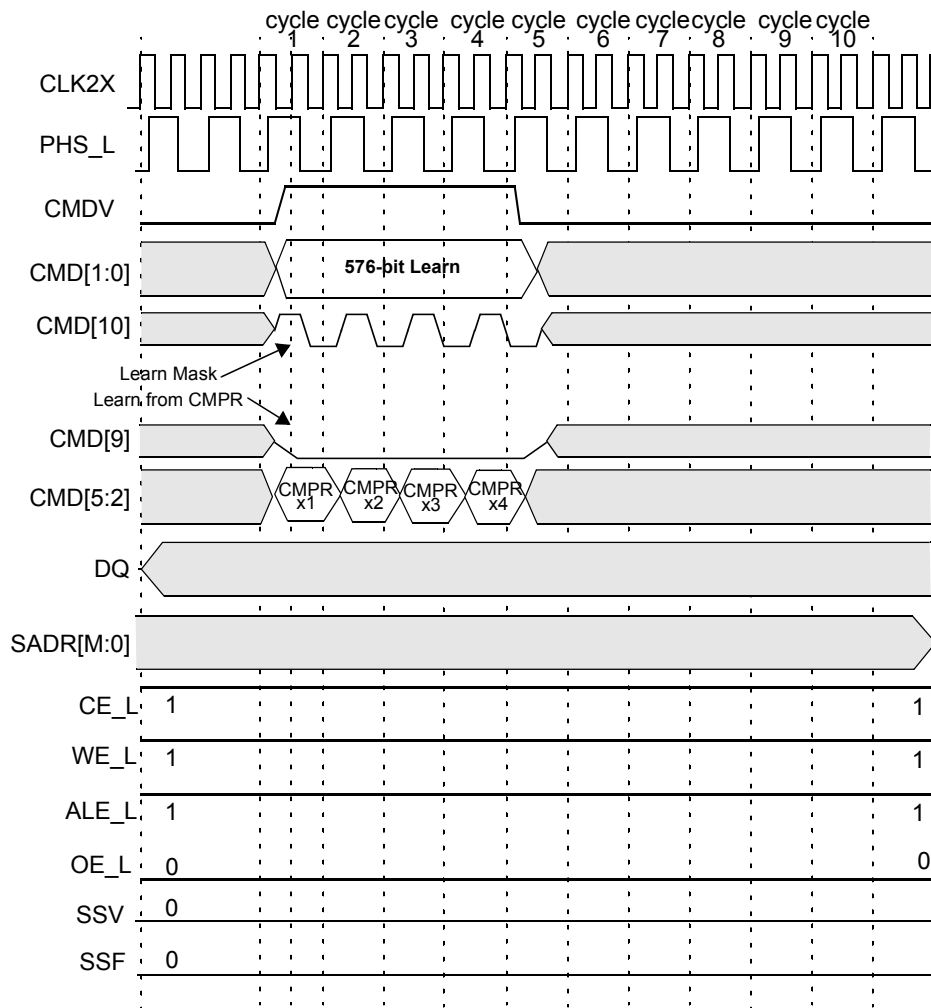 cycle cycle cycle cycle cycle cycle cycle cycle cycle cycle
1 2 3 4 5 6 7 8 9 10
CLK2X
PHS_L
CMDV
CMD[1:0] 576-bit Learn
CMD[10]
Learn Mask
Learn from CMPR
CMD[9]
CMD[5:2] CMPR CMPR CMPR CMPR
x1 x2 x3 x4
DQ
SADR[M:0]
CE_L 1 1
WE_L 1 1
ALE_L 1 1
OE_L 0 0
SSV 0
SSF 0